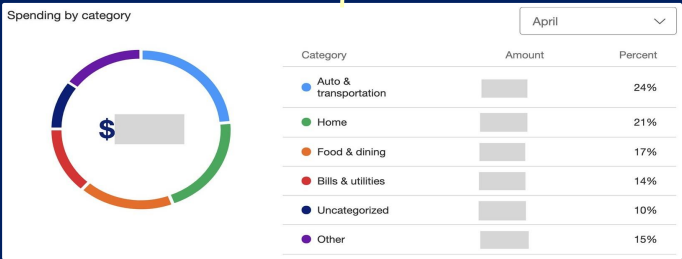 Spending by category
April
Category Amount Percent
Auto &
transportation
24%
Home 21%
$
Food & dining 17%
Bills & utilities 14%
Uncategorized 10%
Other 15%